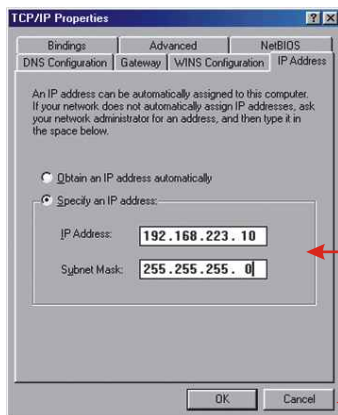 TCP/IP Properties
Bindings Advanced NetBIOS
DNS Configuration Gateway WINS Configuration IP Address
An IP address can be automatically assigned to this computer.
If your network does not automatically assign IP addresses, ask
your network administrator for an address, and then type it in
the space below.
Obtain an IP address automatically
Specify an IP address:
IP Address: 192.168.223. 10
Subnet Mask: 255.255.255. 0
OK Cancel